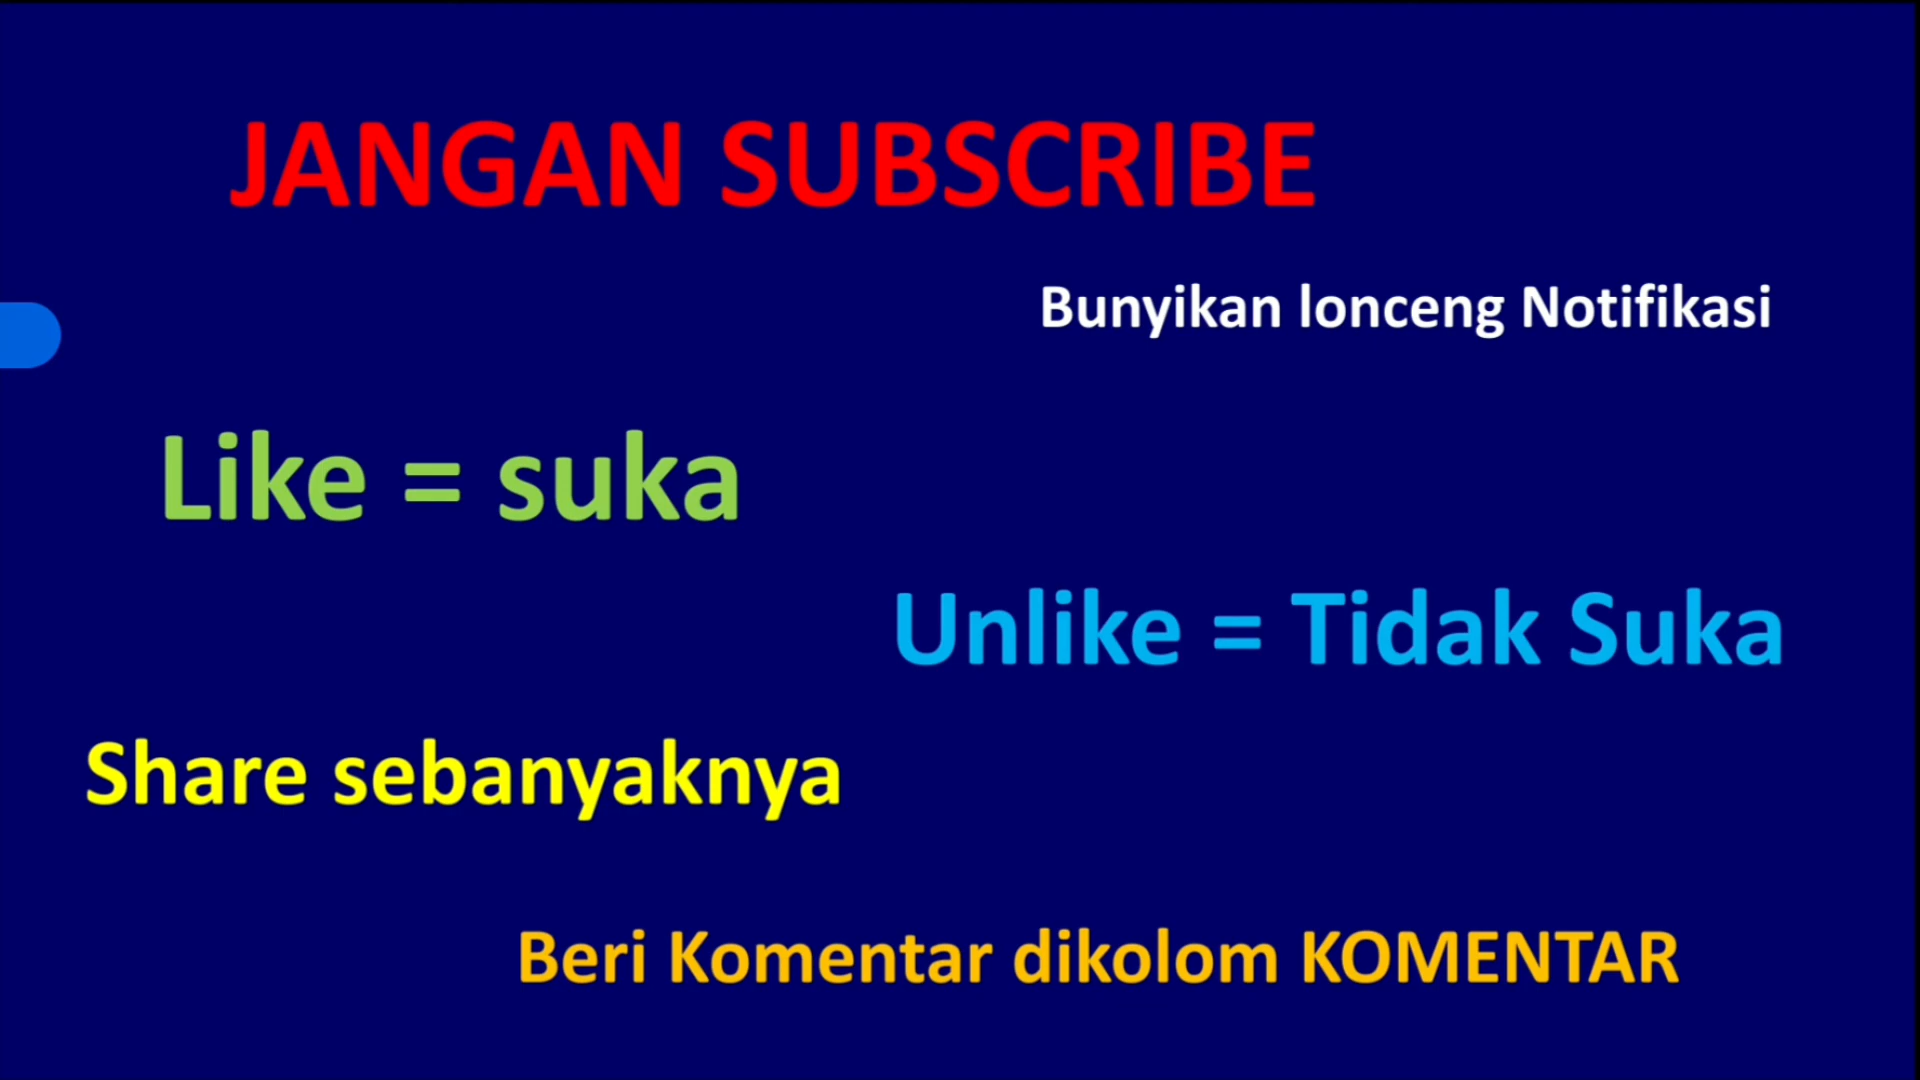 JANGAN SUBSCRIBE
Bunyikan lonceng Notifikasi
Like = suka
Unlike = Tidak Suka
Share sebanyaknya
Beri Komentar dikolom KOMENTAR